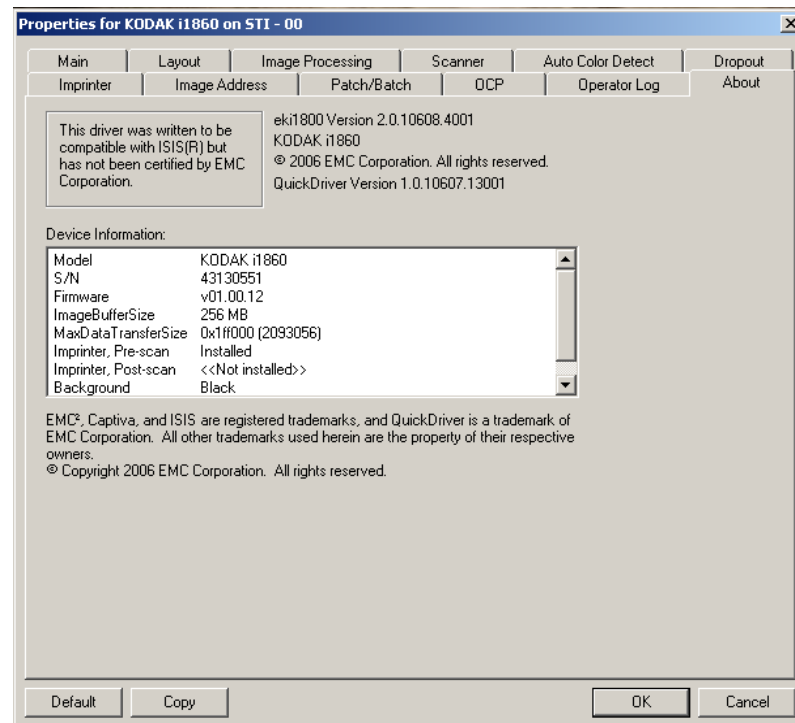 Properties for KODAK i1860 on STI - 00
Main Layout Image Processing Scanner Auto Color Detect Dropout
Imprinter Image Address Patch/Batch OCP Operator Log About
This driver was written to be
compatible with ISIS(R) but
has not been certified by EMC
Corporation.
eki1800 Version 2.0.10608.4001
KODAK i1860
© 2006 EMC Corporation. All rights reserved.
QuickDriver Version 1.0.10607.13001
Device Information:
Model KODAK i1860
S/N 43130551
Firmware v01.00.12
ImageBufferSize 256 MB
MaxDataTransferSize 0x1ff000 (2093056)
Imprinter, Pre-scan Installed
Imprinter, Post-scan <<Not installed>>
Background Black
EMC², Captiva, and ISIS are registered trademarks, and QuickDriver is a trademark of
EMC Corporation. All other trademarks used herein are the property of their respective
owners.
© Copyright 2006 EMC Corporation. All rights reserved.
Default Copy OK Cancel